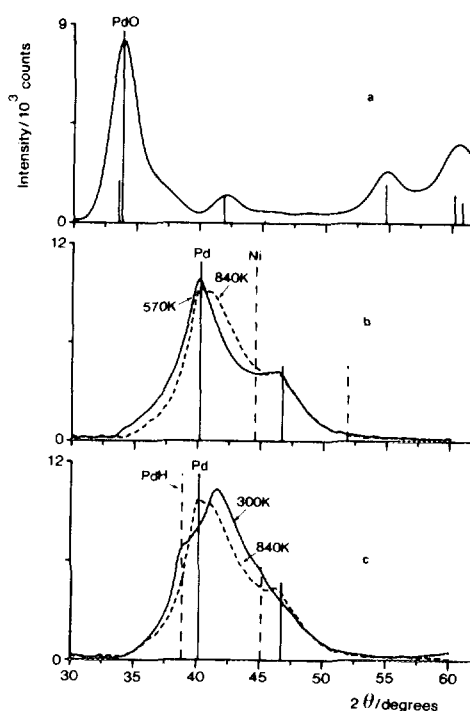 PdO
9
a
0
Intensity/10³ counts
12
Pd
Ni
570K
840K
b
0
12
PdH
Pd
300K
840K
c
0
30 35 40 45 50 55 60
2 θ/degrees